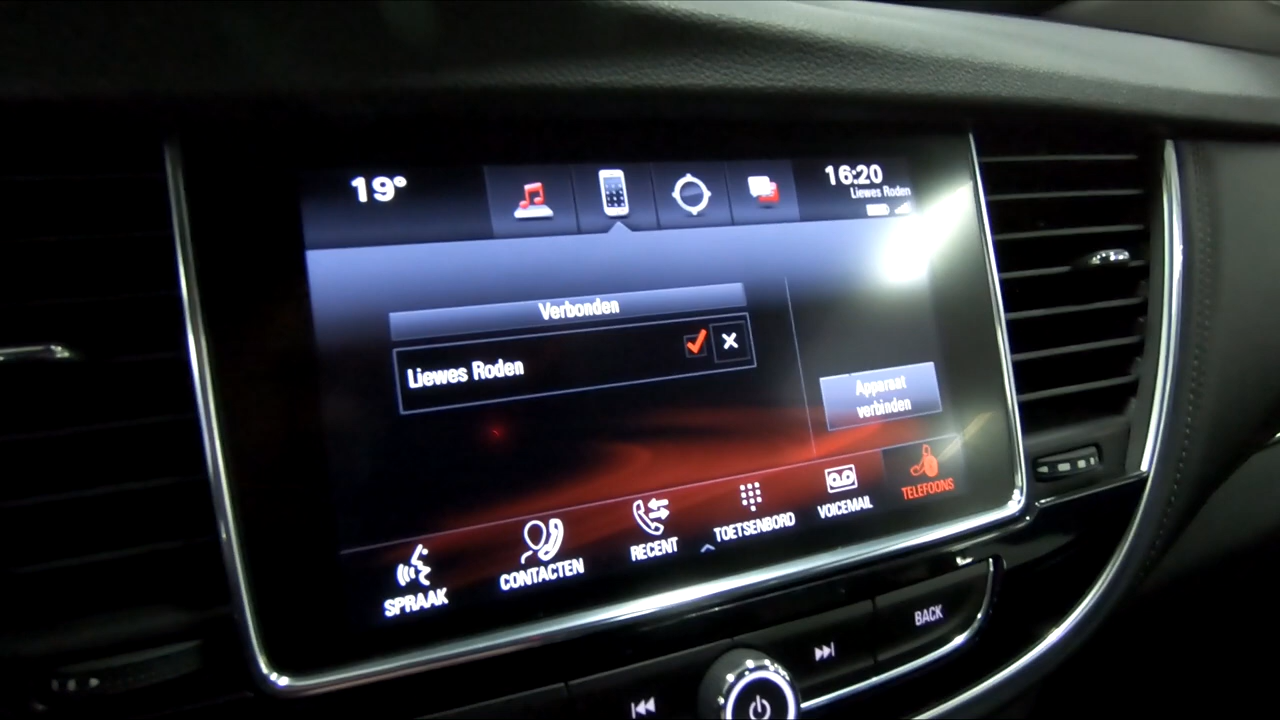 19°
16:20
Liewes Roden
Verbonden
Liewes Roden
Apparaat
verbinden
SPRAAK
CONTACTEN
RECENT
TOETSENBORD
VOICEMAIL
TELEFOONS
BACK